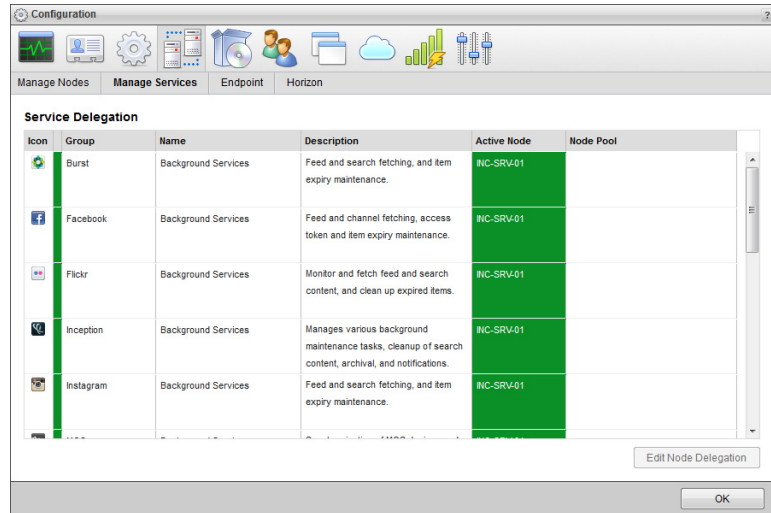 Configuration
?
Manage Nodes Manage Services Endpoint Horizon
Service Delegation
Icon Group Name Description Active Node Node Pool
Burst Background Services Feed and search fetching, and item INC-SRV-01
expiry maintenance.
Facebook Background Services Feed and channel fetching, access INC-SRV-01
token and item expiry maintenance.
Flickr Background Services Monitor and fetch feed and search INC-SRV-01
content, and clean up expired items.
Inception Background Services Manages various background INC-SRV-01
maintenance tasks, cleanup of search
content, archival, and notifications.
Instagram Background Services Feed and search fetching, and item INC-SRV-01
expiry maintenance.
Edit Node Delegation
OK